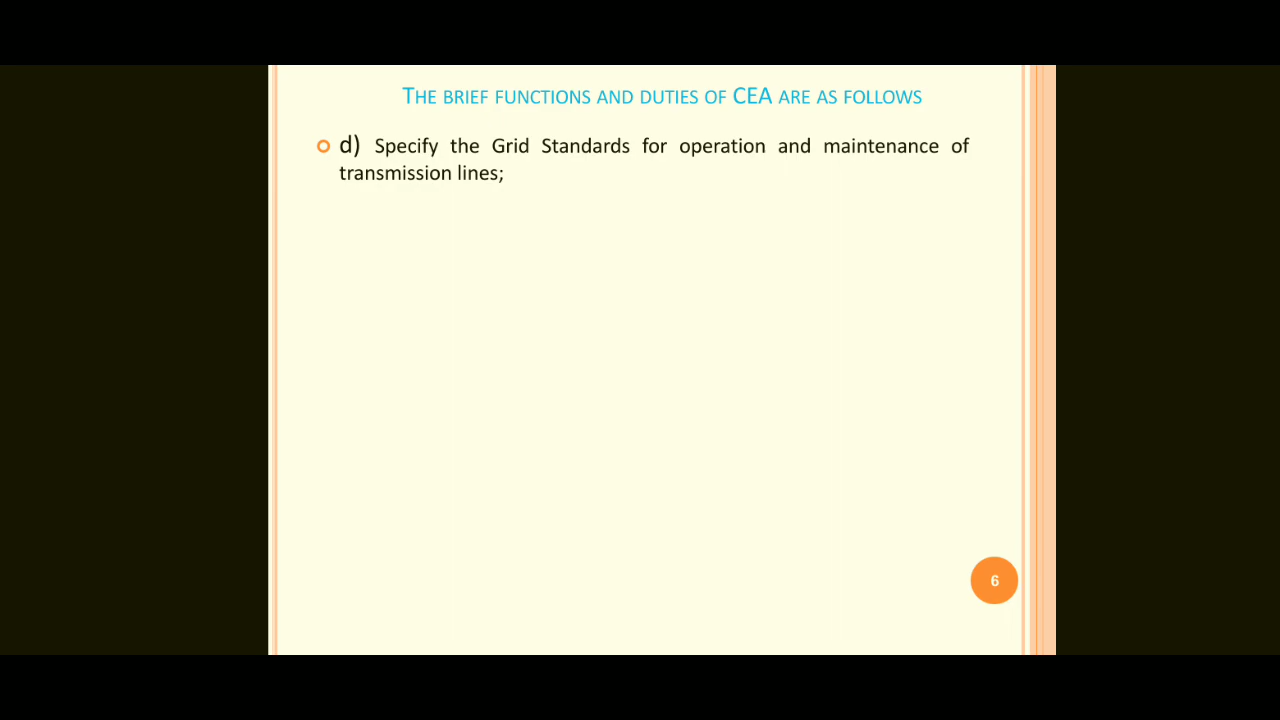 THE BRIEF FUNCTIONS AND DUTIES OF CEA ARE AS FOLLOWS
d) Specify the Grid Standards for operation and maintenance of
transmission lines;
6